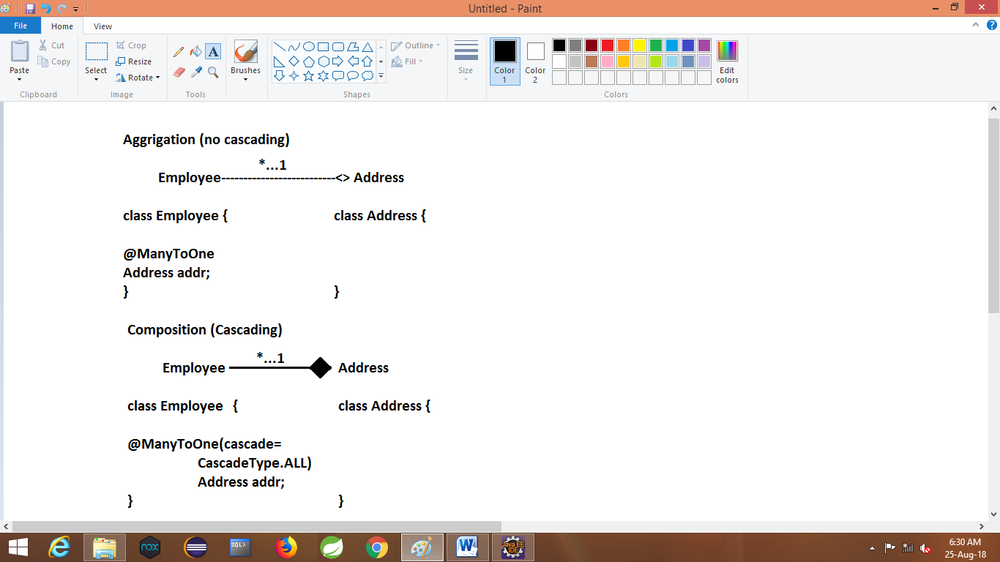 Untitled - Paint
File Home View
Paste
Cut
Copy
Clipboard
Select
Crop
Resize
Rotate
Image
Tools
Brushes
Shapes
Outline
Fill
Size
Color 1
Color 2
Edit colors
Colors
Aggrigation (no cascading)
*...1
Employee--------------------------<> Address
class Employee { class Address {
@ManyToOne
Address addr;
} }
Composition (Cascading)
*...1
Employee Address
class Employee { class Address {
@ManyToOne(cascade=
CascadeType.ALL)
Address addr;
} }
nox
SQL>
Java EE
IDE
6:30 AM
25-Aug-18